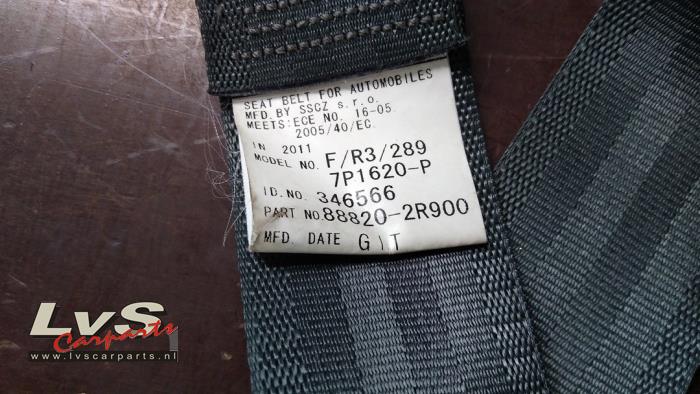 SEAT BELT FOR AUTOMOBILES
MFD. BY SSCZ s.r.o.
MEETS:ECE NO. 16-05
2005/40/EC.
IN 2011
MODEL NO. F/R3/289
7P1620-P
ID.NO. 346566
PART NO.88820-2R900
MFD. DATE G I T
LvS
Carparts
www.lvscarparts.nl